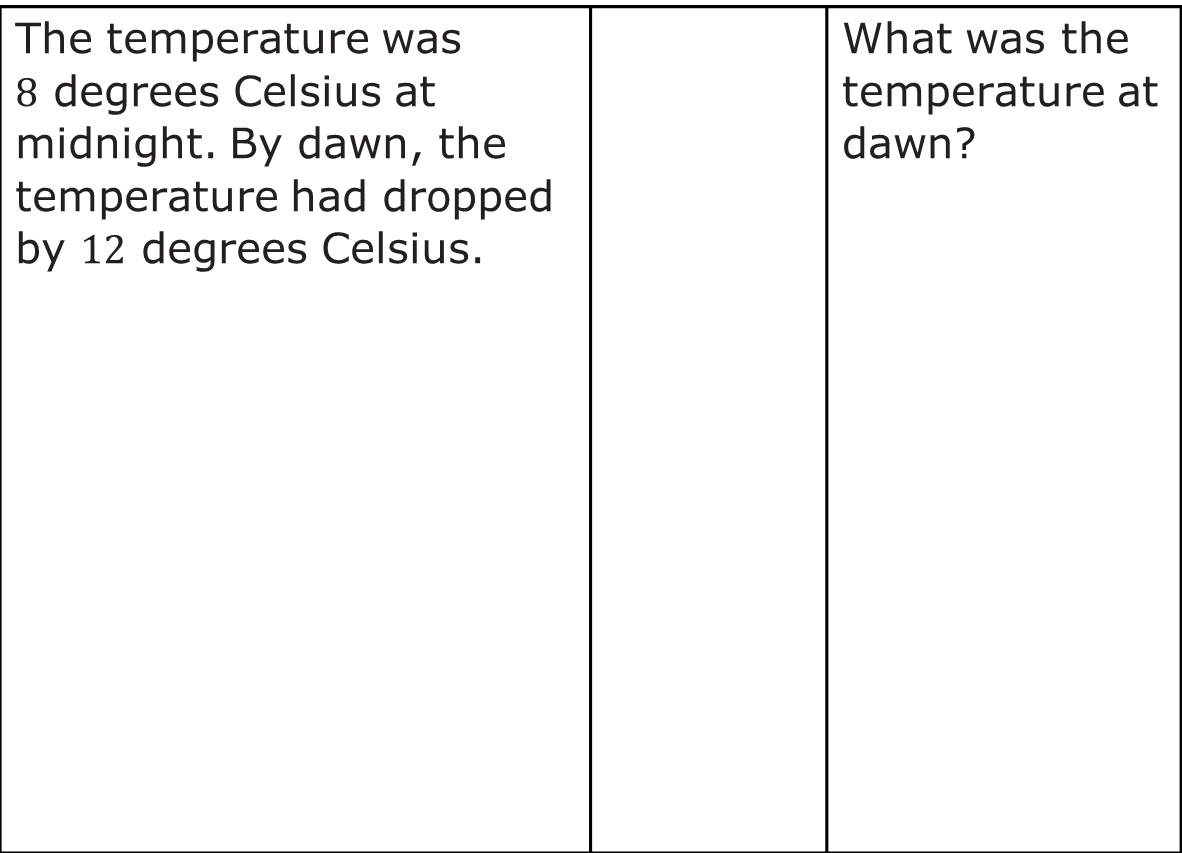 The temperature was
8 degrees Celsius at
midnight. By dawn, the
temperature had dropped
by 12 degrees Celsius.
What was the
temperature at
dawn?